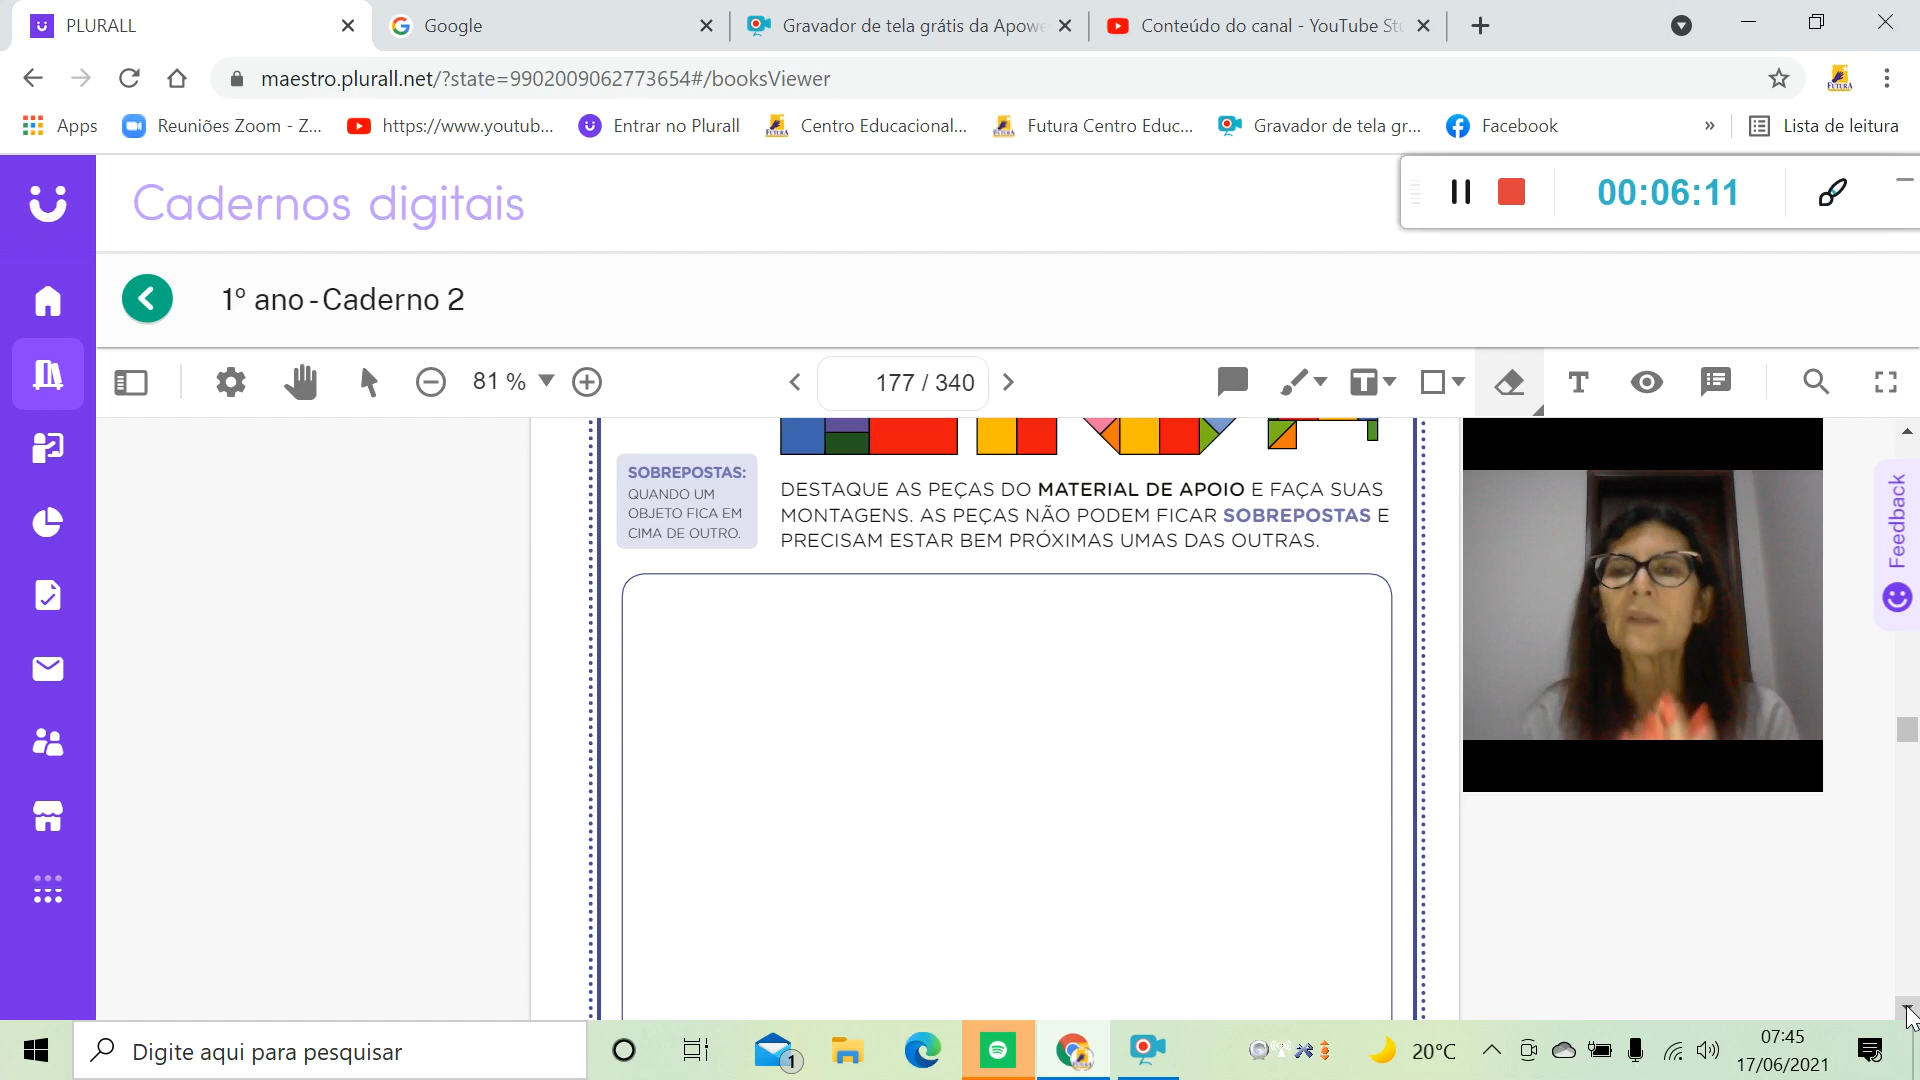 PLURALL
Google
Gravador de tela grátis da Apowe
Conteúdo do canal - YouTube Stu
maestro.plurall.net/?state=9902009062773654#/booksViewer
Apps
Reuniões Zoom - Z...
https://www.youtub...
Entrar no Plurall
Centro Educacional...
Futura Centro Educ...
Gravador de tela gr...
Facebook
»
Lista de leitura
Cadernos digitais
00:06:11
1º ano - Caderno 2
81 %
177 / 340
SOBREPOSTAS:
QUANDO UM
OBJETO FICA EM
CIMA DE OUTRO.
DESTAQUE AS PEÇAS DO MATERIAL DE APOIO E FAÇA SUAS
MONTAGENS. AS PEÇAS NÃO PODEM FICAR SOBREPOSTAS E
PRECISAM ESTAR BEM PRÓXIMAS UMAS DAS OUTRAS.
Feedback
Digite aqui para pesquisar
1
20°C
07:45
17/06/2021